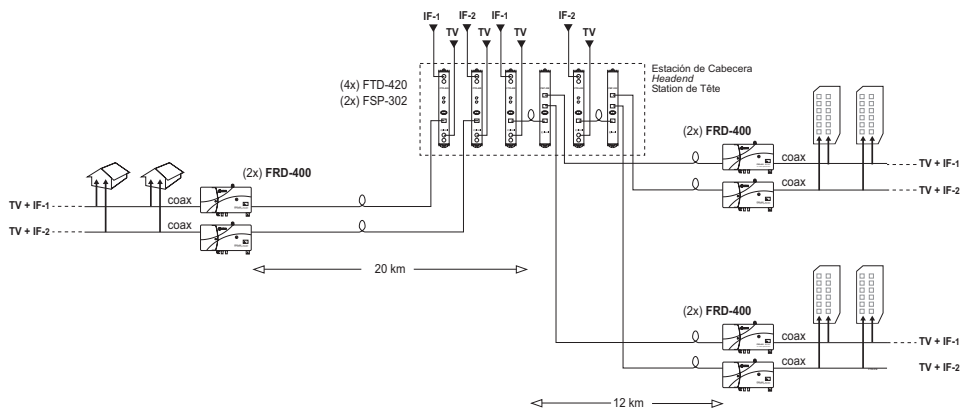 IF-1 IF-2 IF-1 IF-2
TV TV TV TV
(4x) FTD-420
(2x) FSP-302
Estación de Cabecera
Headend
Station de Tête
(2x) FRD-400
coax
TV + IF-1
TV + IF-2
coax
(2x) FRD-400
TV + IF-1
coax
TV + IF-2
coax
20 km
(2x) FRD-400
coax
TV + IF-1
coax
TV + IF-2
12 km